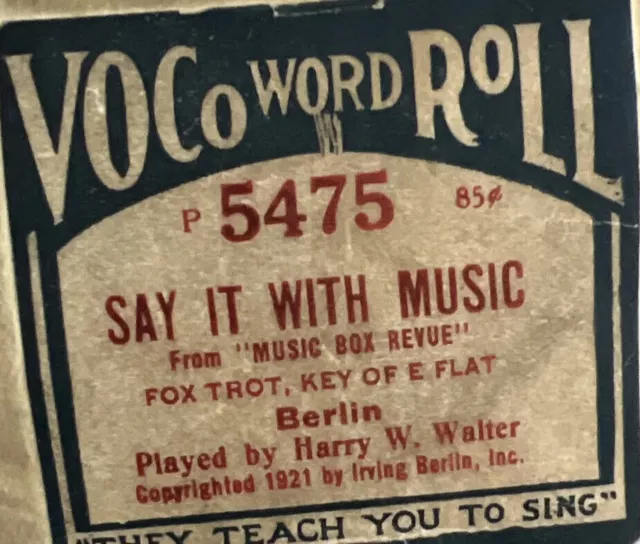 VOCO WORD ROLL
P 5475 85¢
SAY IT WITH MUSIC
From "MUSIC BOX REVUE"
FOX TROT, KEY OF E FLAT
Berlin
Played by Harry W. Walter
Copyrighted 1921 by Irving Berlin, Inc.
"THEY TEACH YOU TO SING"